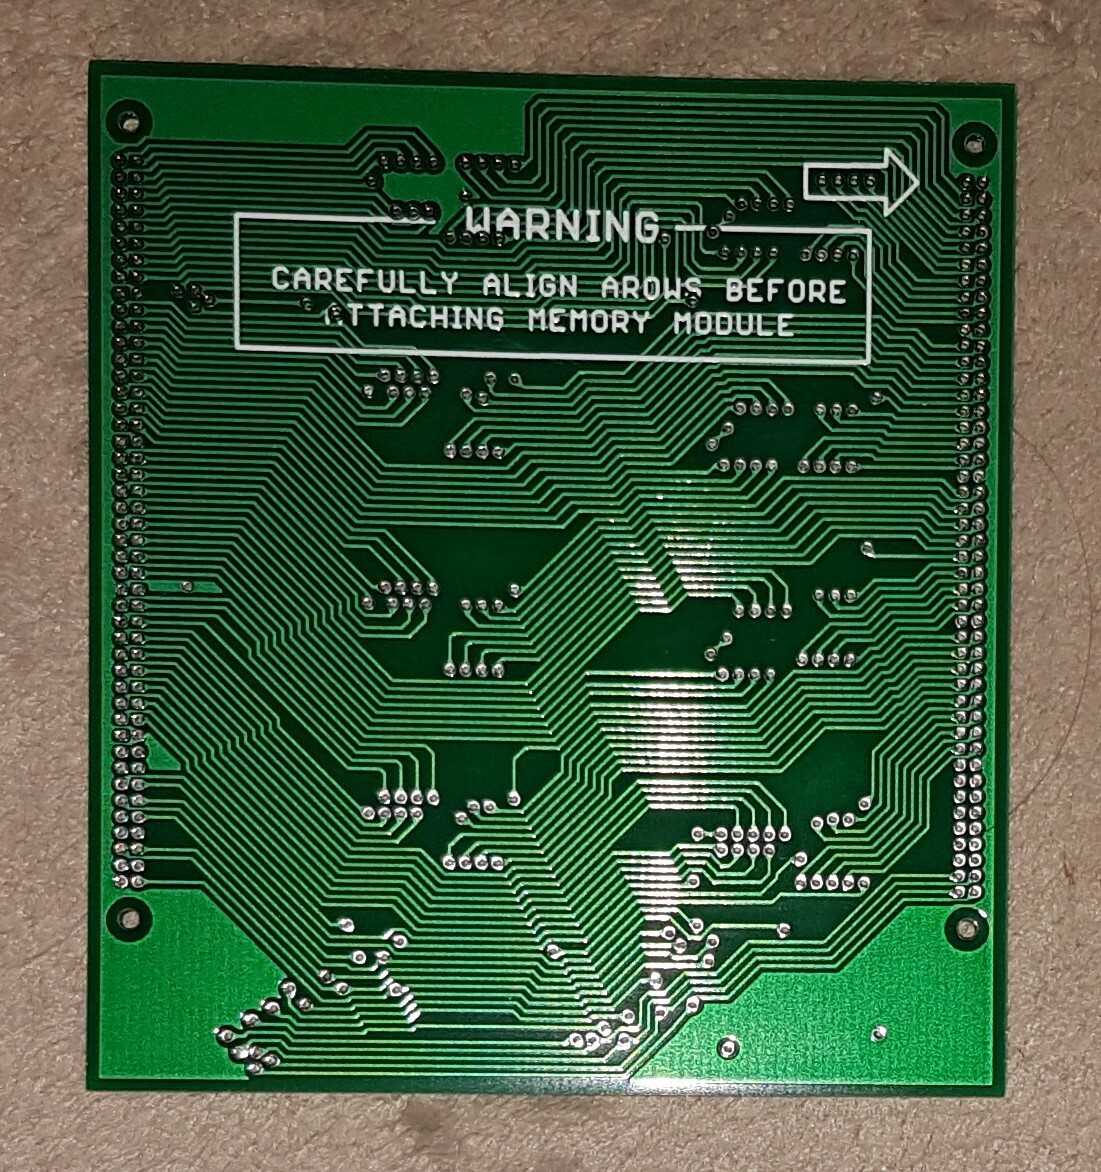 WARNING
CAREFULLY ALIGN AROWS BEFORE
ATTACHING MEMORY MODULE